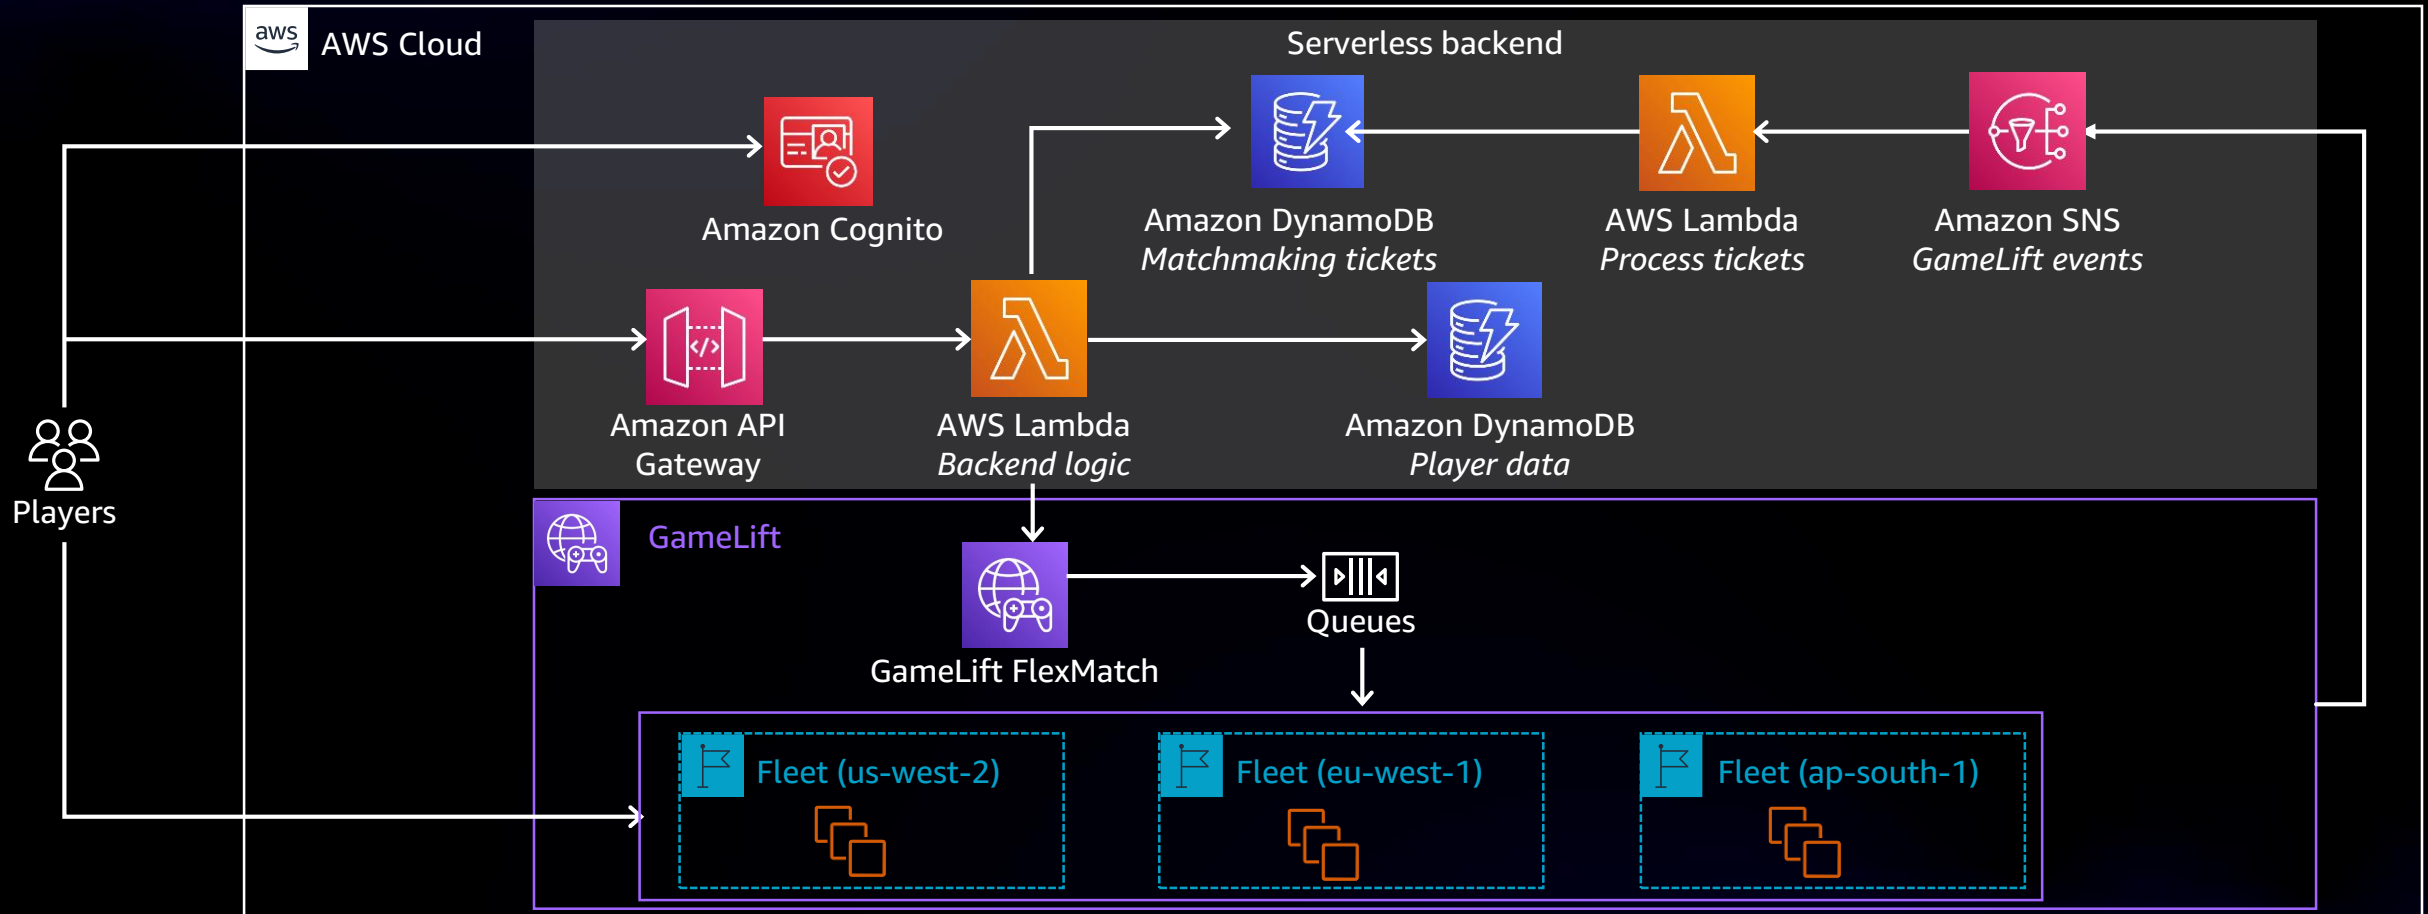 aws
AWS Cloud
Serverless backend
Amazon Cognito
Amazon DynamoDB
Matchmaking tickets
AWS Lambda
Process tickets
Amazon SNS
GameLift events
</>
Amazon API
Gateway
AWS Lambda
Backend logic
Amazon DynamoDB
Player data
Players
GameLift
GameLift FlexMatch
Queues
Fleet (us-west-2)
Fleet (eu-west-1)
Fleet (ap-south-1)